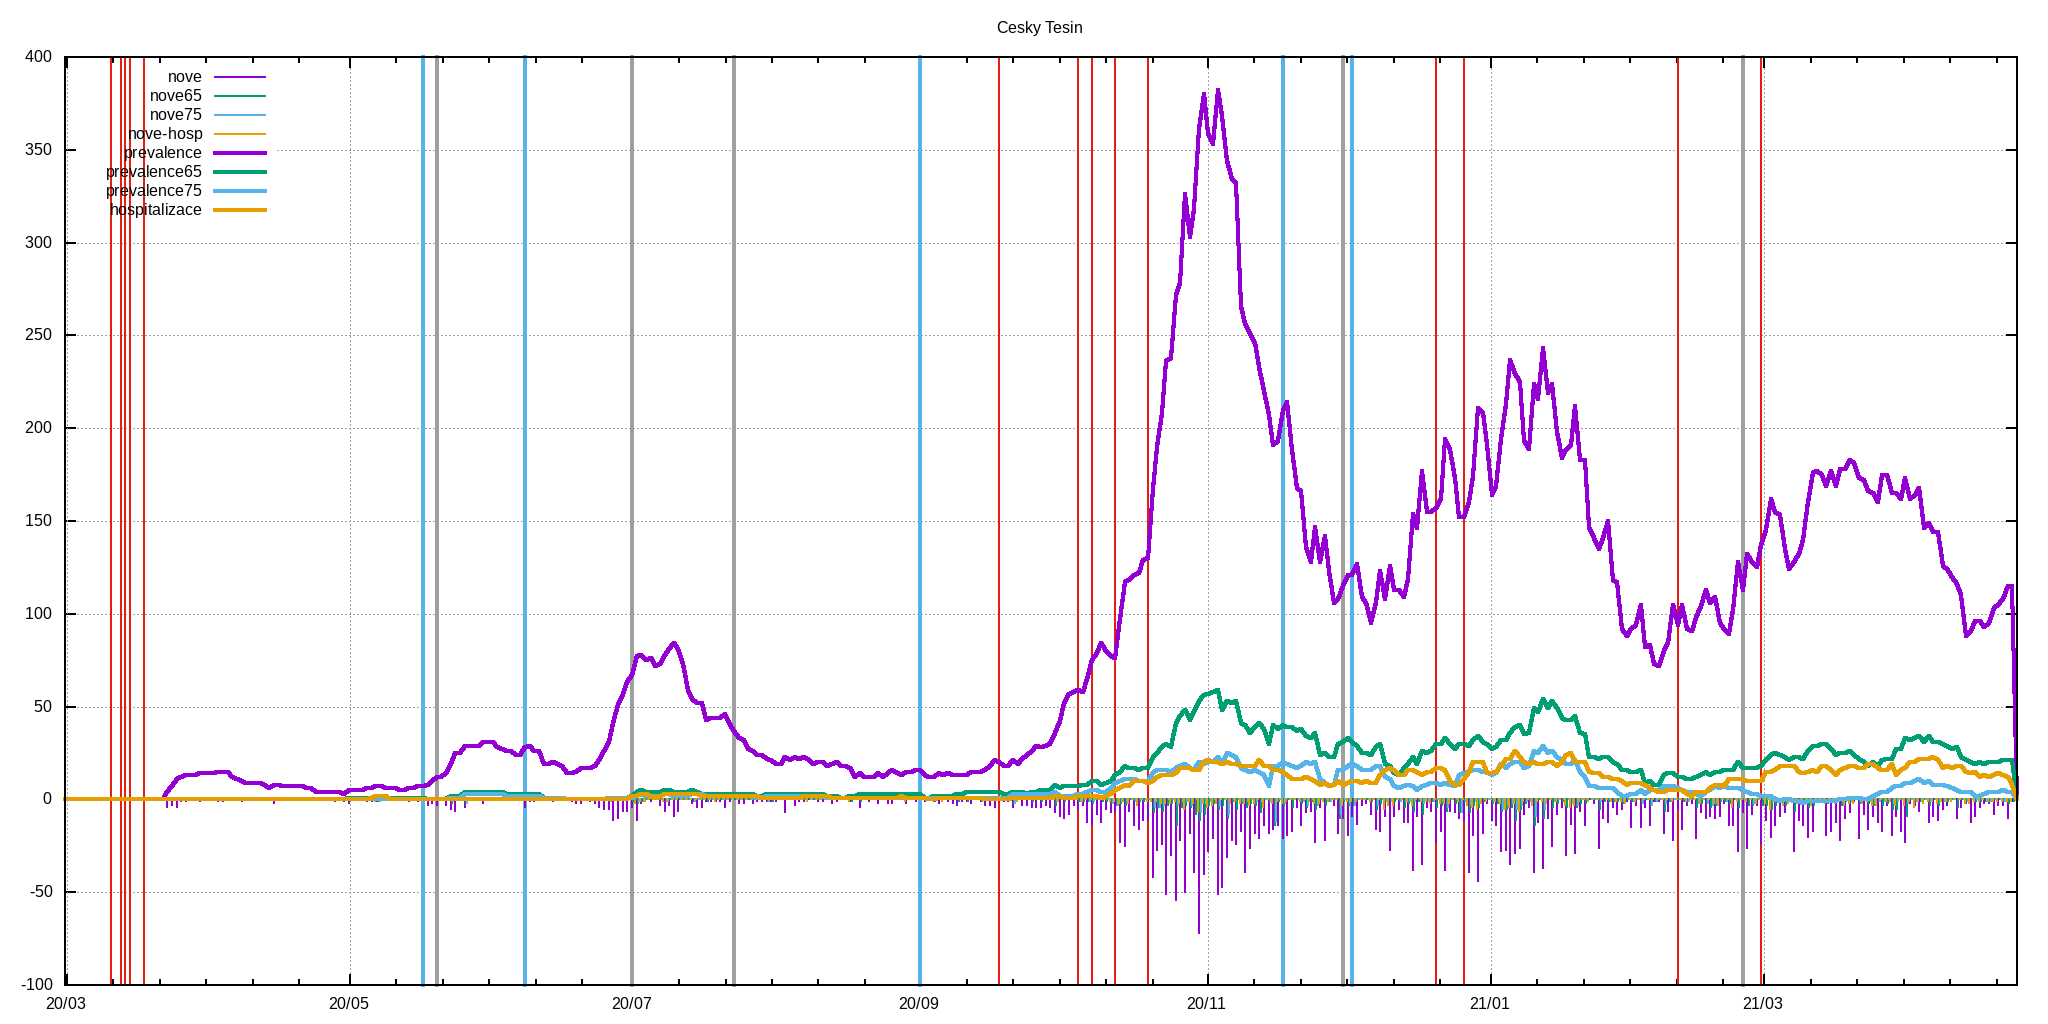 Cesky Tesin
400
350
300
250
200
150
100
50
0
-50
-100
nove
nove65
nove75
nove-hosp
prevalence
prevalence65
prevalence75
hospitalizace
20/03 20/05 20/07 20/09 20/11 21/01 21/03